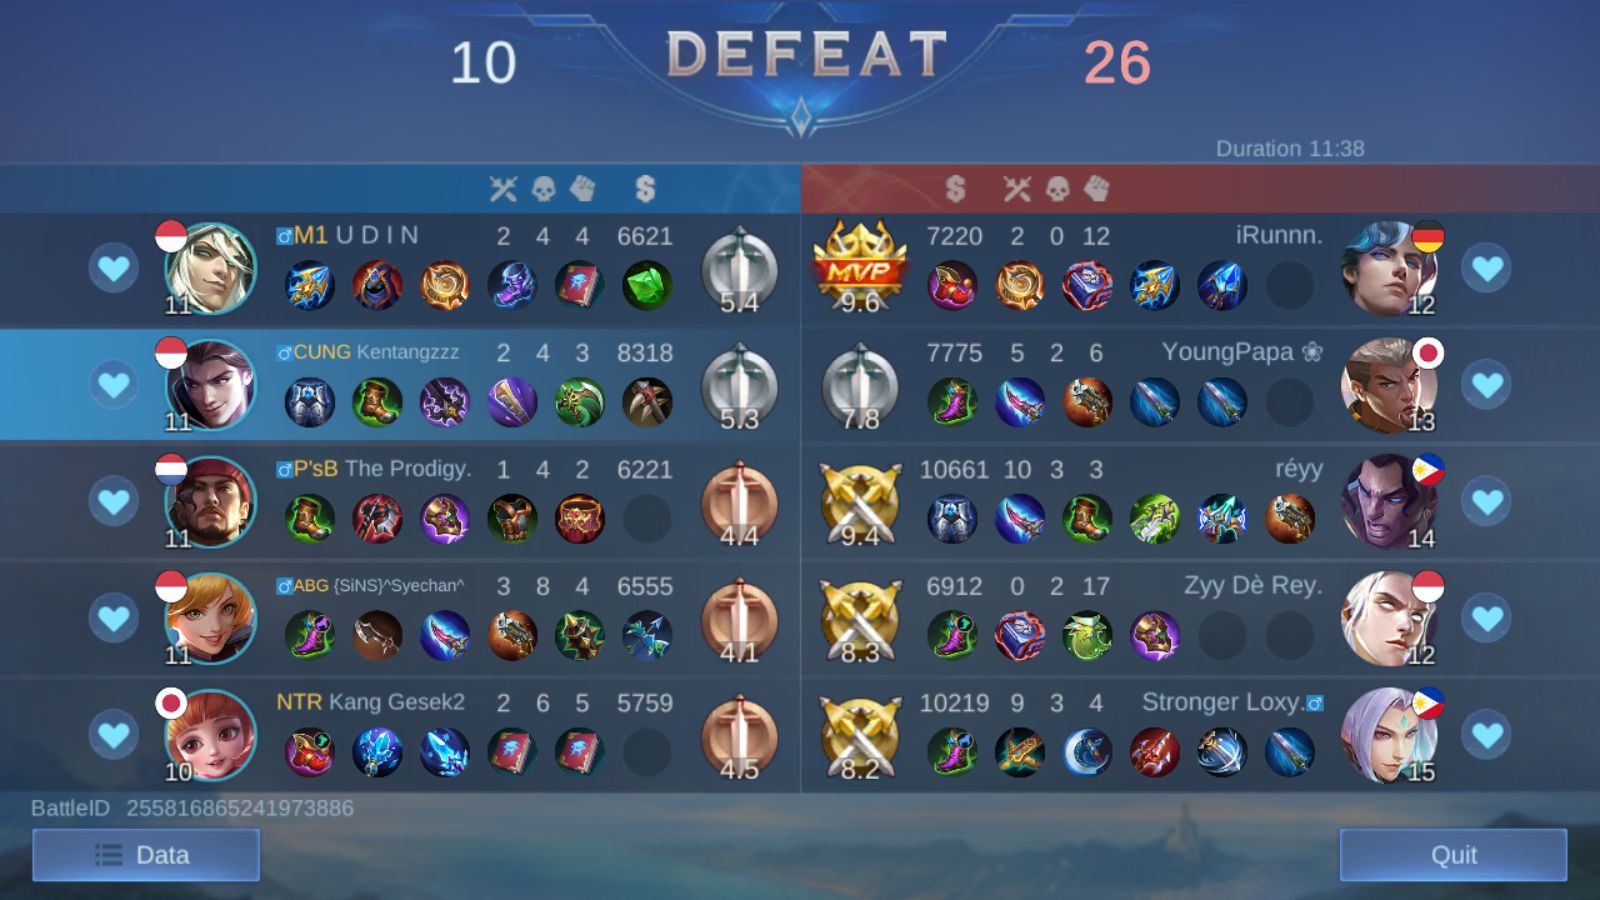 10 DEFEAT 26
Duration 11:38
M1 U D I N 2 4 4 6621
11 5.4
MVP 9.6 7220 2 0 12 iRunnn.
12
CUNG Kentangzzz 2 4 3 8318
11 5.3
7.8 7775 5 2 6 YoungPapa ❀
13
P'sB The Prodigy. 1 4 2 6221
11 4.4
9.4 10661 10 3 3 réyy
14
ABG {SiNS}^Syechan^ 3 8 4 6555
11 4.1
8.3 6912 0 2 17 Zyy Dè Rey.
12
NTR Kang Gesek2 2 6 5 5759
10 4.5
8.2 10219 9 3 4 Stronger Loxy.
15
BattleID 255816865241973886
Data
Quit